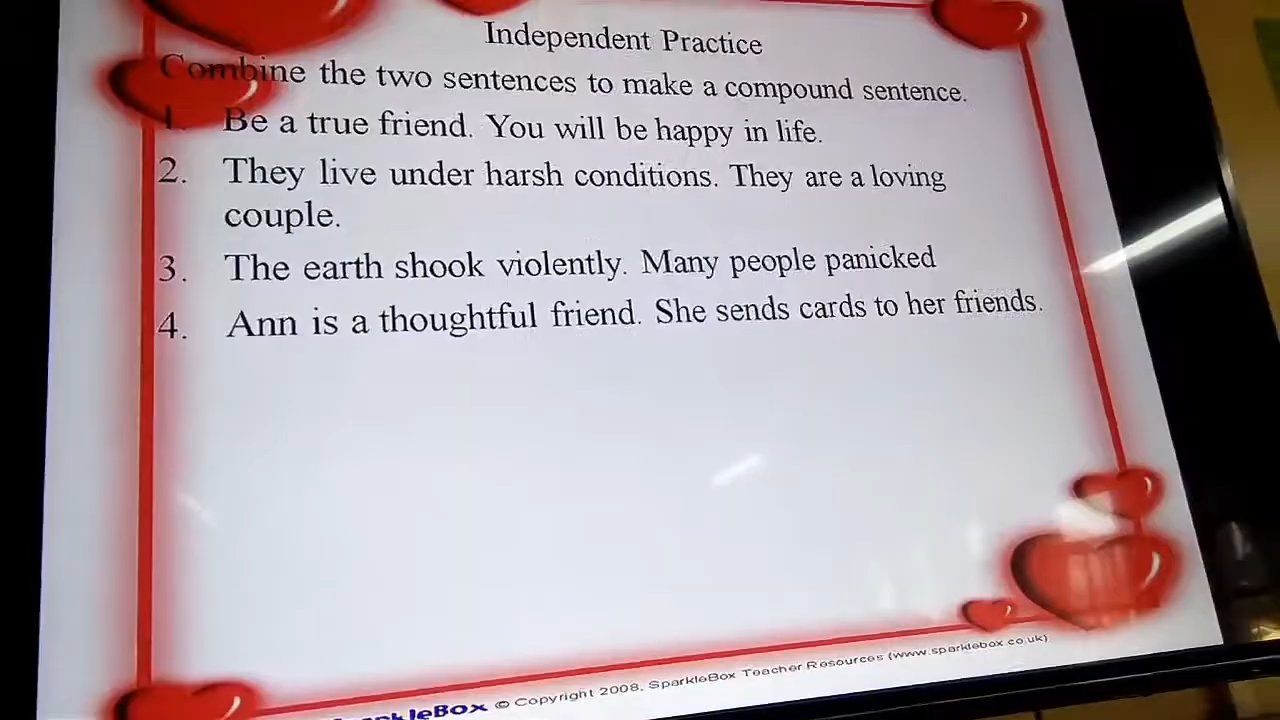 Independent Practice
Combine the two sentences to make a compound sentence.
1. Be a true friend. You will be happy in life.
2. They live under harsh conditions. They are a loving
couple.
3. The earth shook violently. Many people panicked
4. Ann is a thoughtful friend. She sends cards to her friends.
© Copyright 2008, SparkleBox Teacher Resources (www.sparklebox.co.uk)